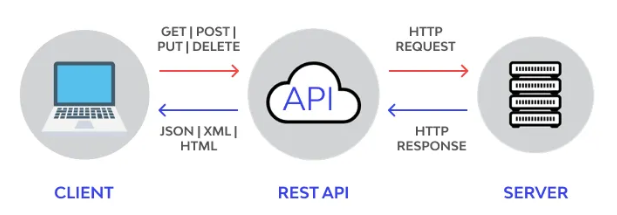 GET | POST |
PUT | DELETE
HTTP
REQUEST
API
JSON | XML |
HTML
HTTP
RESPONSE
CLIENT
REST API
SERVER